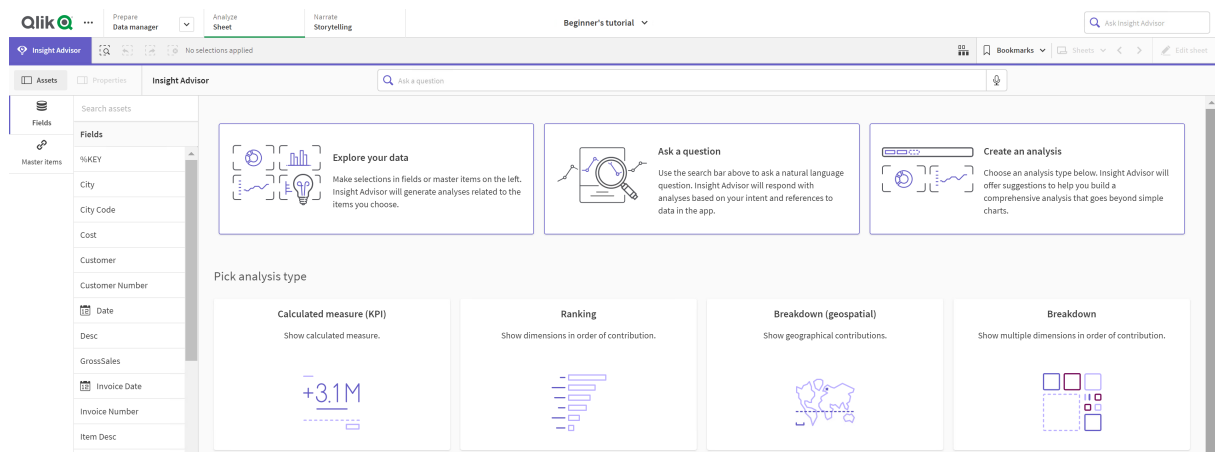 Qlik
Prepare
Data manager
Analyze
Sheet
Narrate
Storytelling
Beginner's tutorial
Ask Insight Advisor
Insight Advisor
No selections applied
Bookmarks
Sheets
Edit sheet
Assets
Properties
Insight Advisor
Ask a question
Fields
Master items
Search assets
Fields
%KEY
City
City Code
Cost
Customer
Customer Number
Date
Desc
GrossSales
Invoice Date
Invoice Number
Item Desc
Explore your data
Make selections in fields or master items on the left.
Insight Advisor will generate analyses related to the
items you choose.
Ask a question
Use the search bar above to ask a natural language
question. Insight Advisor will respond with
analyses based on your intent and references to
data in the app.
Create an analysis
Choose an analysis type below. Insight Advisor will
offer suggestions to help you build a
comprehensive analysis that goes beyond simple
charts.
Pick analysis type
Calculated measure (KPI)
Show calculated measure.
+3.1M
Ranking
Show dimensions in order of contribution.
Breakdown (geospatial)
Show geographical contributions.
Breakdown
Show multiple dimensions in order of contribution.